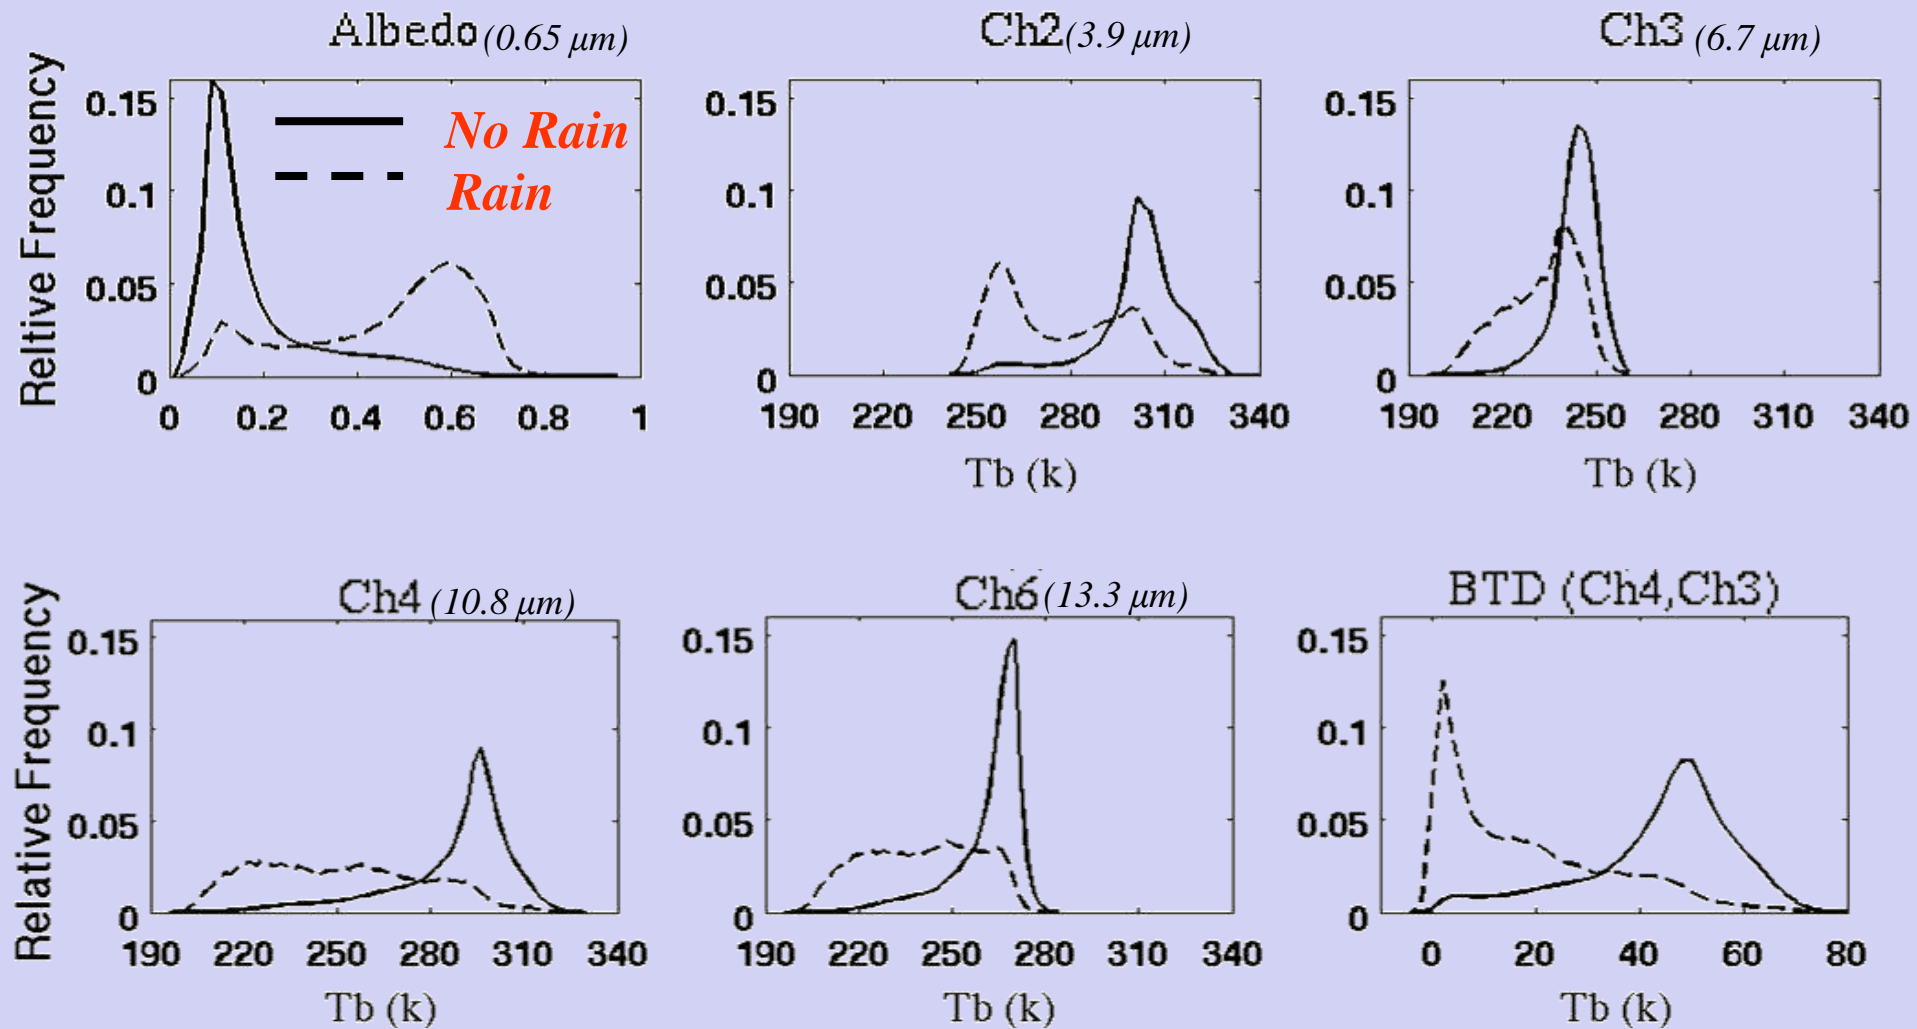 Albedo (0.65 μm)
Reltive Frequency
0.15
0.1
0.05
0
0 0.2 0.4 0.6 0.8 1
No Rain
Rain
Ch2 (3.9 μm)
0.15
0.1
0.05
0
190 220 250 280 310 340
Tb (k)
Ch3 (6.7 μm)
0.15
0.1
0.05
0
190 220 250 280 310 340
Tb (k)
Ch4 (10.8 μm)
Relative Frequency
0.15
0.1
0.05
0
190 220 250 280 310 340
Tb (k)
Ch6 (13.3 μm)
0.15
0.1
0.05
0
190 220 250 280 310 340
Tb (k)
BTD (Ch4,Ch3)
0.15
0.1
0.05
0
0 20 40 60 80
Tb (k)